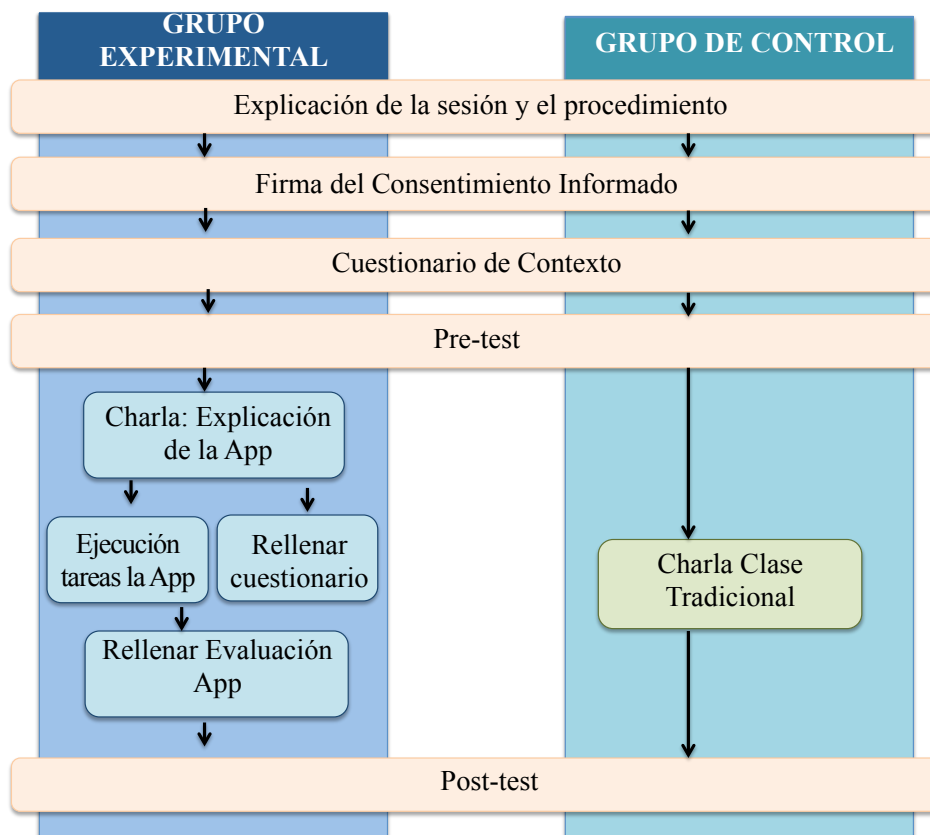 GRUPO
EXPERIMENTAL
GRUPO DE CONTROL
Explicación de la sesión y el procedimiento
Firma del Consentimiento Informado
Cuestionario de Contexto
Pre-test
Charla: Explicación
de la App
Ejecución
tareas la App
Rellenar
cuestionario
Charla Clase
Tradicional
Rellenar Evaluación
App
Post-test